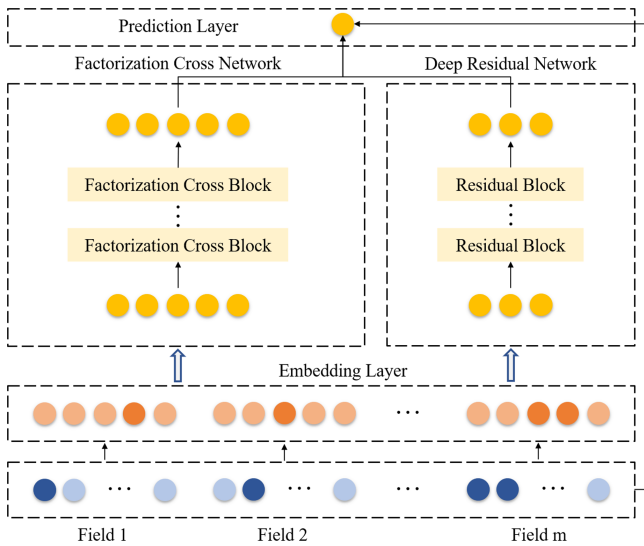 Prediction Layer
Factorization Cross Network
Deep Residual Network
Factorization Cross Block
Residual Block
Factorization Cross Block
Residual Block
Embedding Layer
Field 1
Field 2
Field m